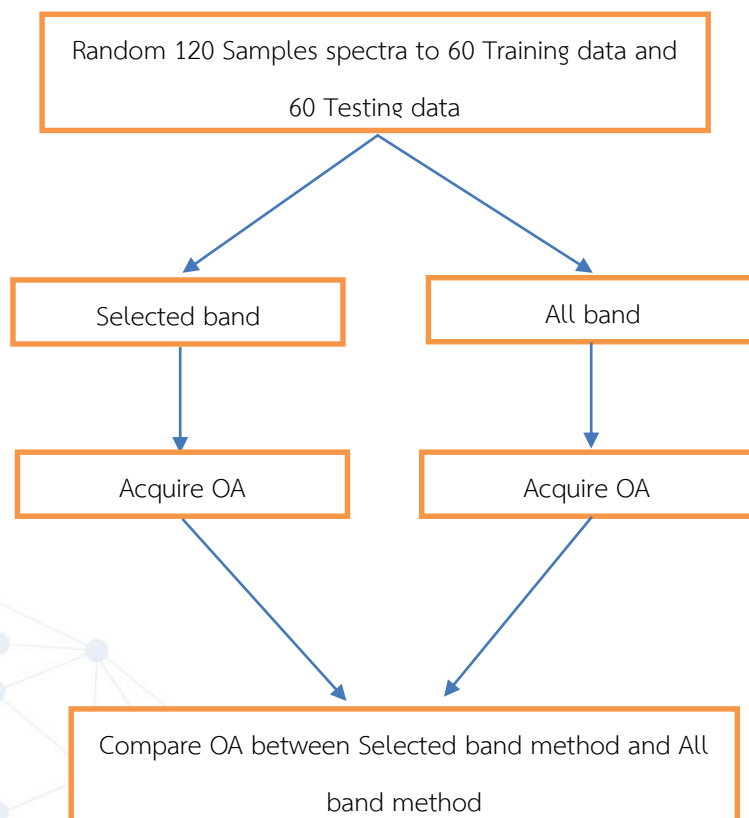 Random 120 Samples spectra to 60 Training data and
60 Testing data
Selected band
All band
Acquire OA
Acquire OA
Compare OA between Selected band method and All
band method